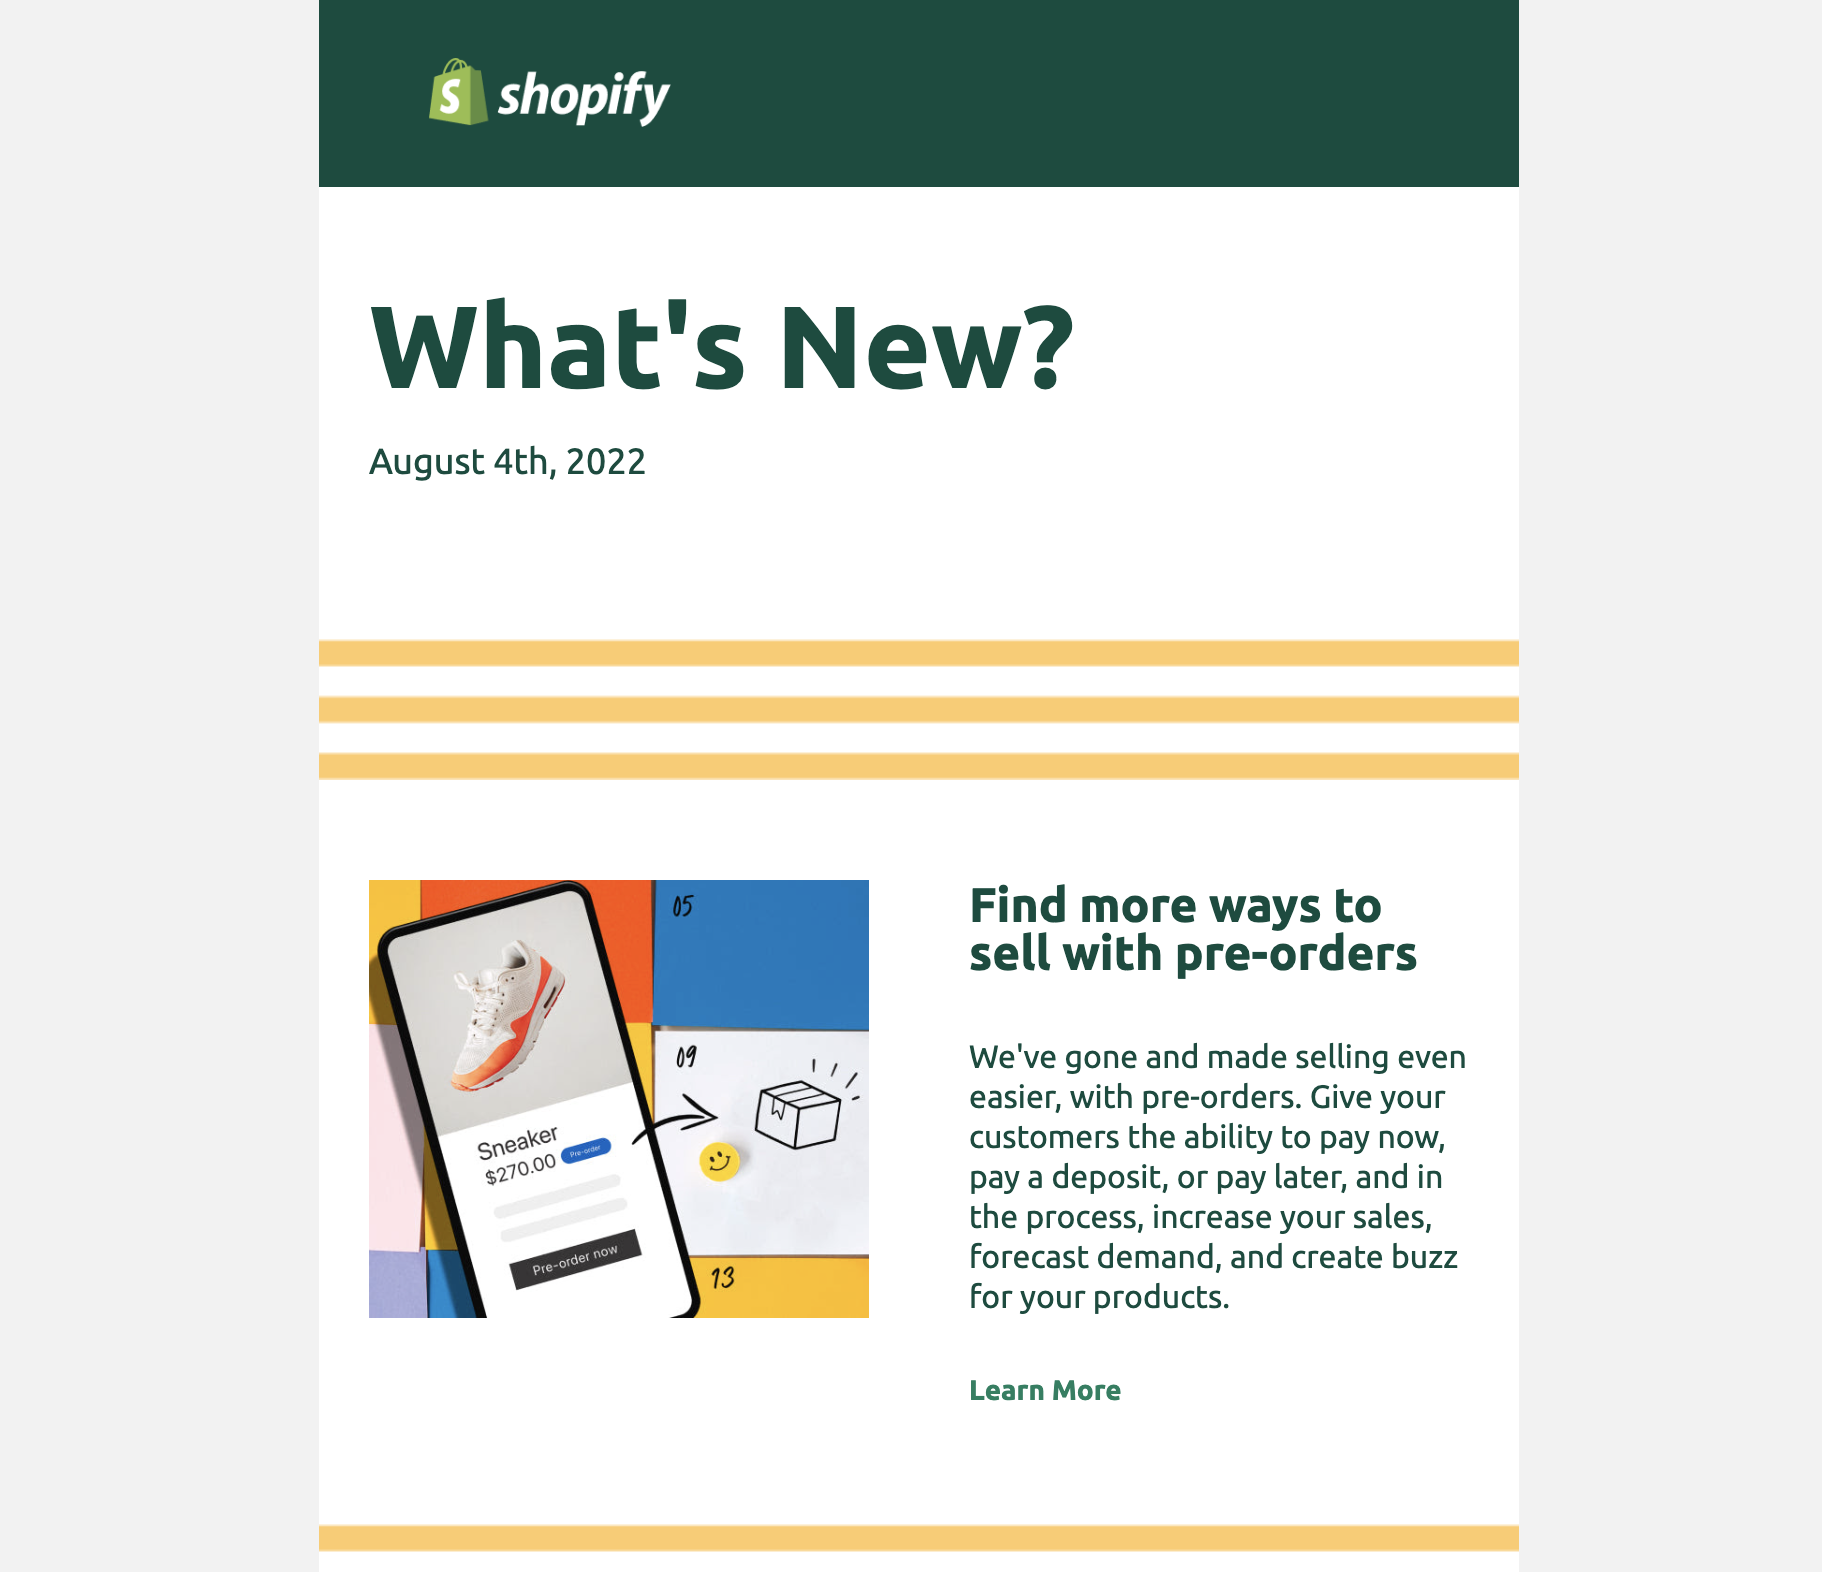 shopify
What's New?
August 4th, 2022
05
09
13
Sneaker
$270.00 Pre-order
Pre-order now
Find more ways to
sell with pre-orders
We've gone and made selling even
easier, with pre-orders. Give your
customers the ability to pay now,
pay a deposit, or pay later, and in
the process, increase your sales,
forecast demand, and create buzz
for your products.
Learn More